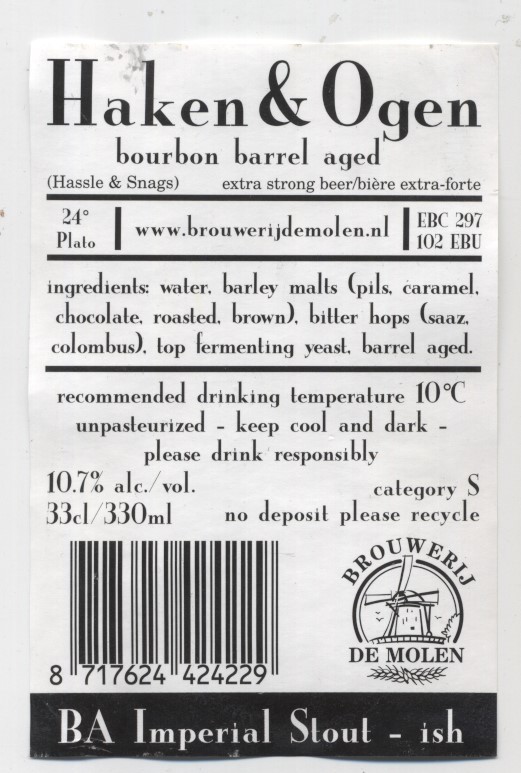 Haken & Ogen
bourbon barrel aged
(Hassle & Snags) extra strong beer/bière extra-forte
24° Plato | www.brouwerijdemolen.nl | EBC 297 102 EBU
ingredients: water, barley malts (pils, caramel,
chocolate, roasted, brown), bitter hops (saaz,
colombus), top fermenting yeast, barrel aged.
recommended drinking temperature 10°C
unpasteurized - keep cool and dark -
please drink responsibly
10.7% alc./vol.
category S
33cl/330ml no deposit please recycle
BROUWERIJ
DE MOLEN
8 717624 424229
BA Imperial Stout - ish